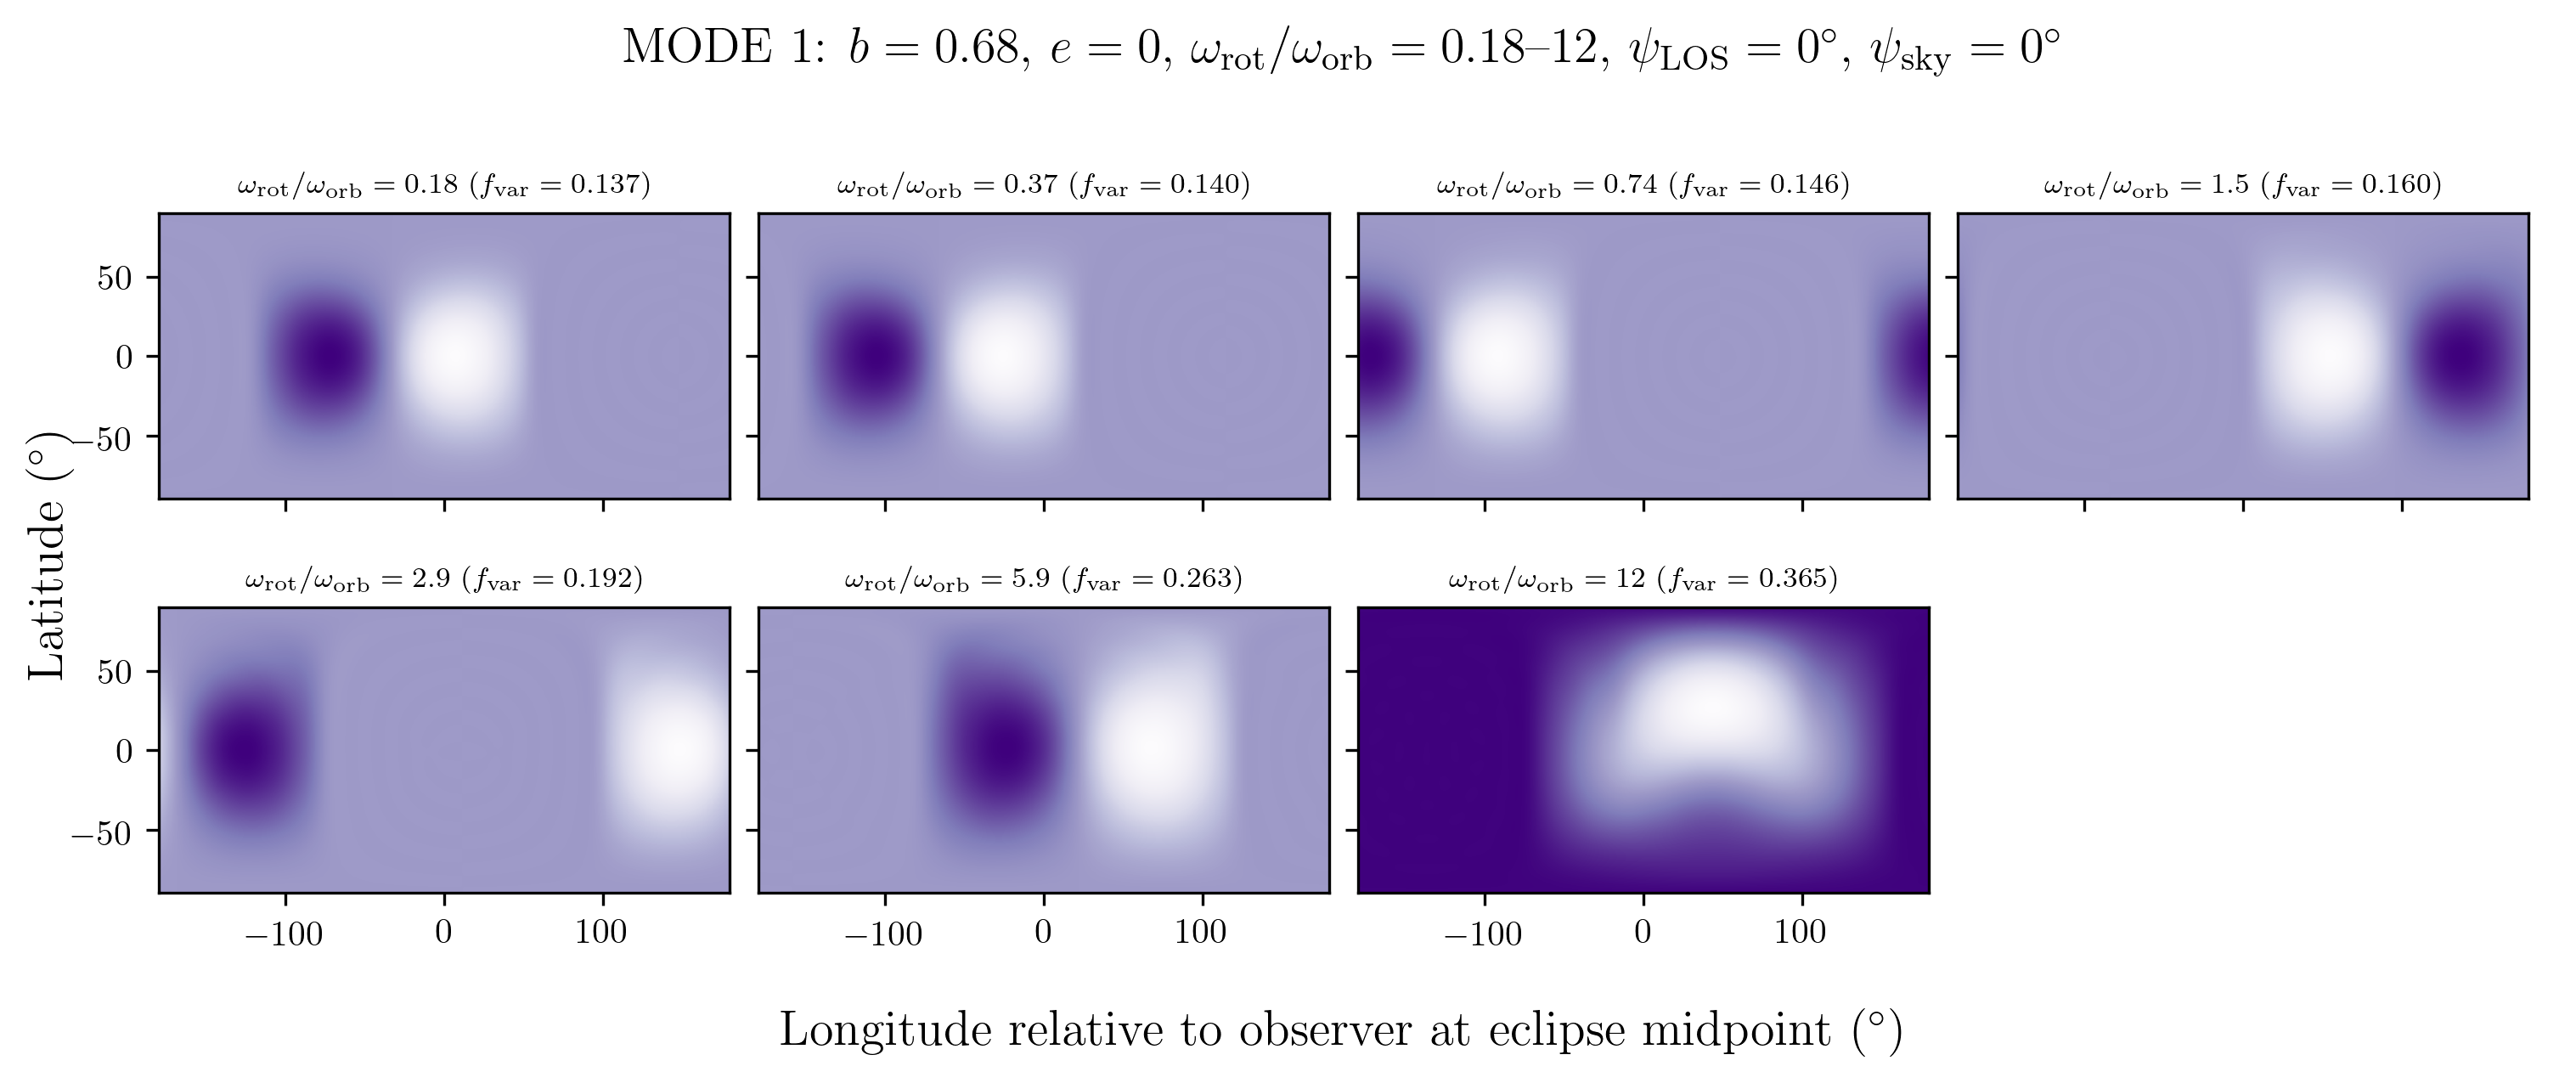 MODE 1: b = 0.68, e = 0, ω_rot/ω_orb = 0.18–12, ψ_LOS = 0°, ψ_sky = 0°
ω_rot/ω_orb = 0.18 (f_var = 0.137)
ω_rot/ω_orb = 0.37 (f_var = 0.140)
ω_rot/ω_orb = 0.74 (f_var = 0.146)
ω_rot/ω_orb = 1.5 (f_var = 0.160)
50
0
−50
ω_rot/ω_orb = 2.9 (f_var = 0.192)
ω_rot/ω_orb = 5.9 (f_var = 0.263)
ω_rot/ω_orb = 12 (f_var = 0.365)
50
0
−50
Latitude (°)
−100 0 100
−100 0 100
−100 0 100
Longitude relative to observer at eclipse midpoint (°)